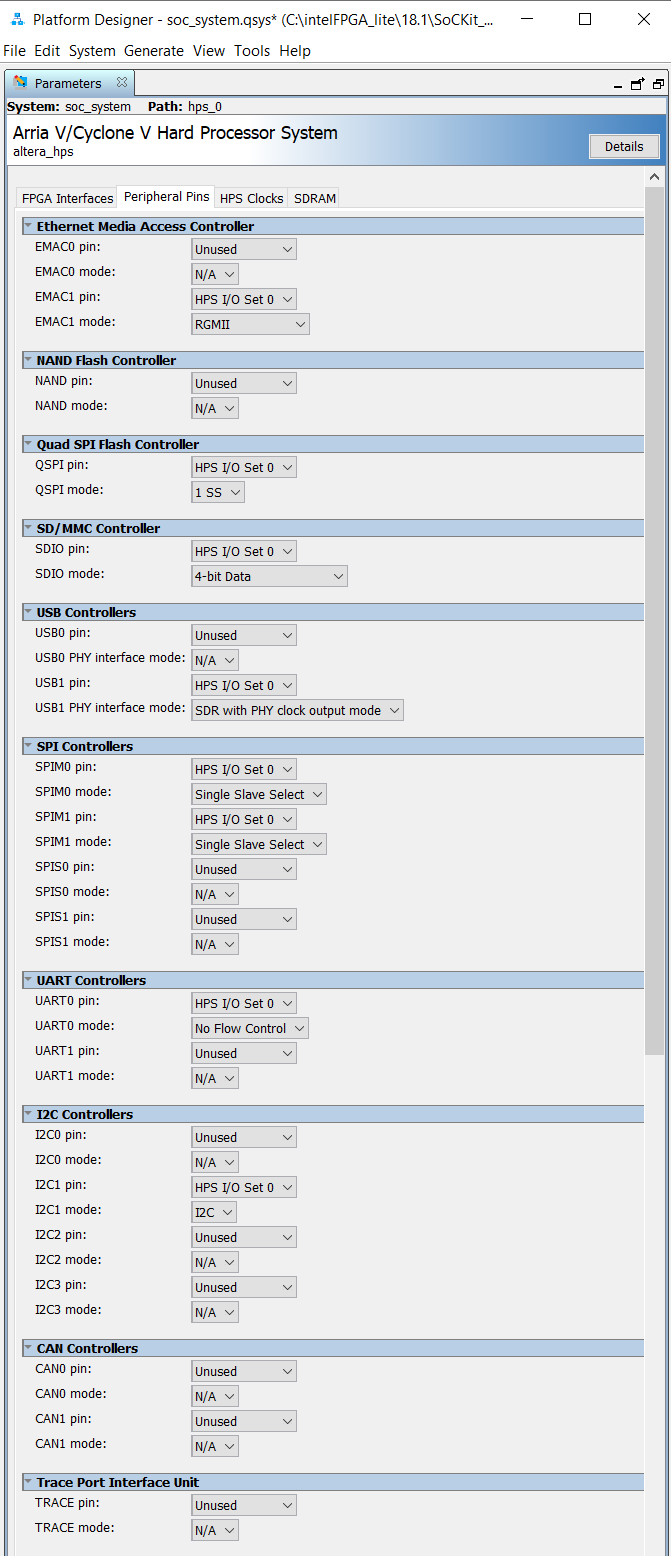 Platform Designer - soc_system.qsys* (C:\intelFPGA_lite\18.1\SoCKit_...
File Edit System Generate View Tools Help
Parameters
System: soc_system Path: hps_0
Arria V/Cyclone V Hard Processor System
altera_hps
Details
FPGA Interfaces Peripheral Pins HPS Clocks SDRAM
Ethernet Media Access Controller
EMAC0 pin: Unused
EMAC0 mode: N/A
EMAC1 pin: HPS I/O Set 0
EMAC1 mode: RGMII
NAND Flash Controller
NAND pin: Unused
NAND mode: N/A
Quad SPI Flash Controller
QSPI pin: HPS I/O Set 0
QSPI mode: 1 SS
SD/MMC Controller
SDIO pin: HPS I/O Set 0
SDIO mode: 4-bit Data
USB Controllers
USB0 pin: Unused
USB0 PHY interface mode: N/A
USB1 pin: HPS I/O Set 0
USB1 PHY interface mode: SDR with PHY clock output mode
SPI Controllers
SPIM0 pin: HPS I/O Set 0
SPIM0 mode: Single Slave Select
SPIM1 pin: HPS I/O Set 0
SPIM1 mode: Single Slave Select
SPIS0 pin: Unused
SPIS0 mode: N/A
SPIS1 pin: Unused
SPIS1 mode: N/A
UART Controllers
UART0 pin: HPS I/O Set 0
UART0 mode: No Flow Control
UART1 pin: Unused
UART1 mode: N/A
I2C Controllers
I2C0 pin: Unused
I2C0 mode: N/A
I2C1 pin: HPS I/O Set 0
I2C1 mode: I2C
I2C2 pin: Unused
I2C2 mode: N/A
I2C3 pin: Unused
I2C3 mode: N/A
CAN Controllers
CAN0 pin: Unused
CAN0 mode: N/A
CAN1 pin: Unused
CAN1 mode: N/A
Trace Port Interface Unit
TRACE pin: Unused
TRACE mode: N/A